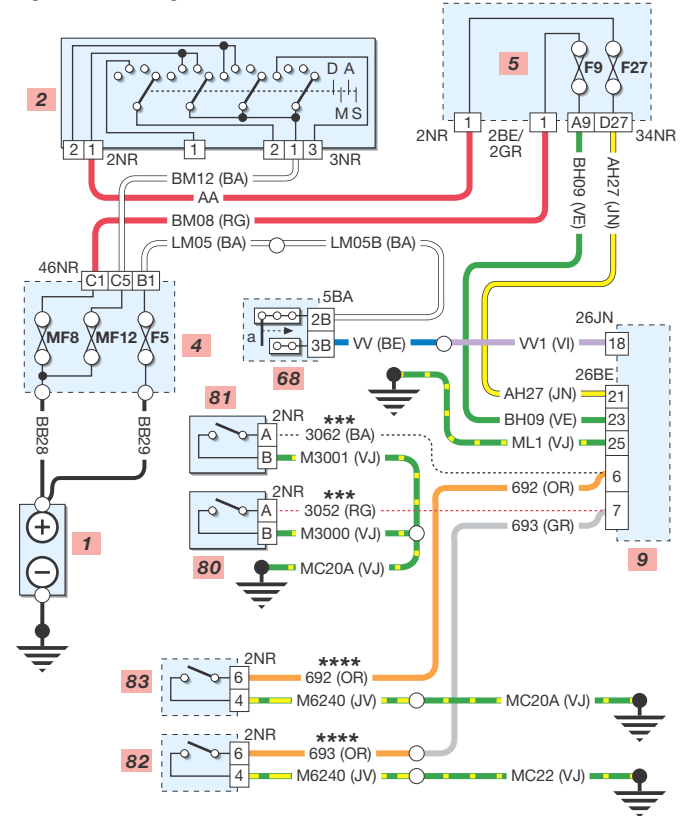 5
F9
F27
2
D A
M S
2
1
2NR
1
2
1
3
3NR
2NR
1
2BE/
2GR
1
A9
D27
34NR
BM12 (BA)
AA
BM08 (RG)
BH09 (VE)
AH27 (JN)
LM05 (BA)
LM05B (BA)
46NR
C1
C5
B1
MF8
MF12
F5
4
5BA
2B
3B
a
68
VV (BE)
VV1 (VI)
26JN
18
26BE
AH27 (JN)
21
BH09 (VE)
23
ML1 (VJ)
25
81
2NR
***
A
3062 (BA)
B
M3001 (VJ)
6
692 (OR)
BB28
BB29
2NR
***
A
3052 (RG)
7
B
M3000 (VJ)
693 (GR)
80
MC20A (VJ)
9
+
1
−
83
2NR
****
6
692 (OR)
4
M6240 (JV)
MC20A (VJ)
82
2NR
****
6
693 (OR)
4
M6240 (JV)
MC22 (VJ)